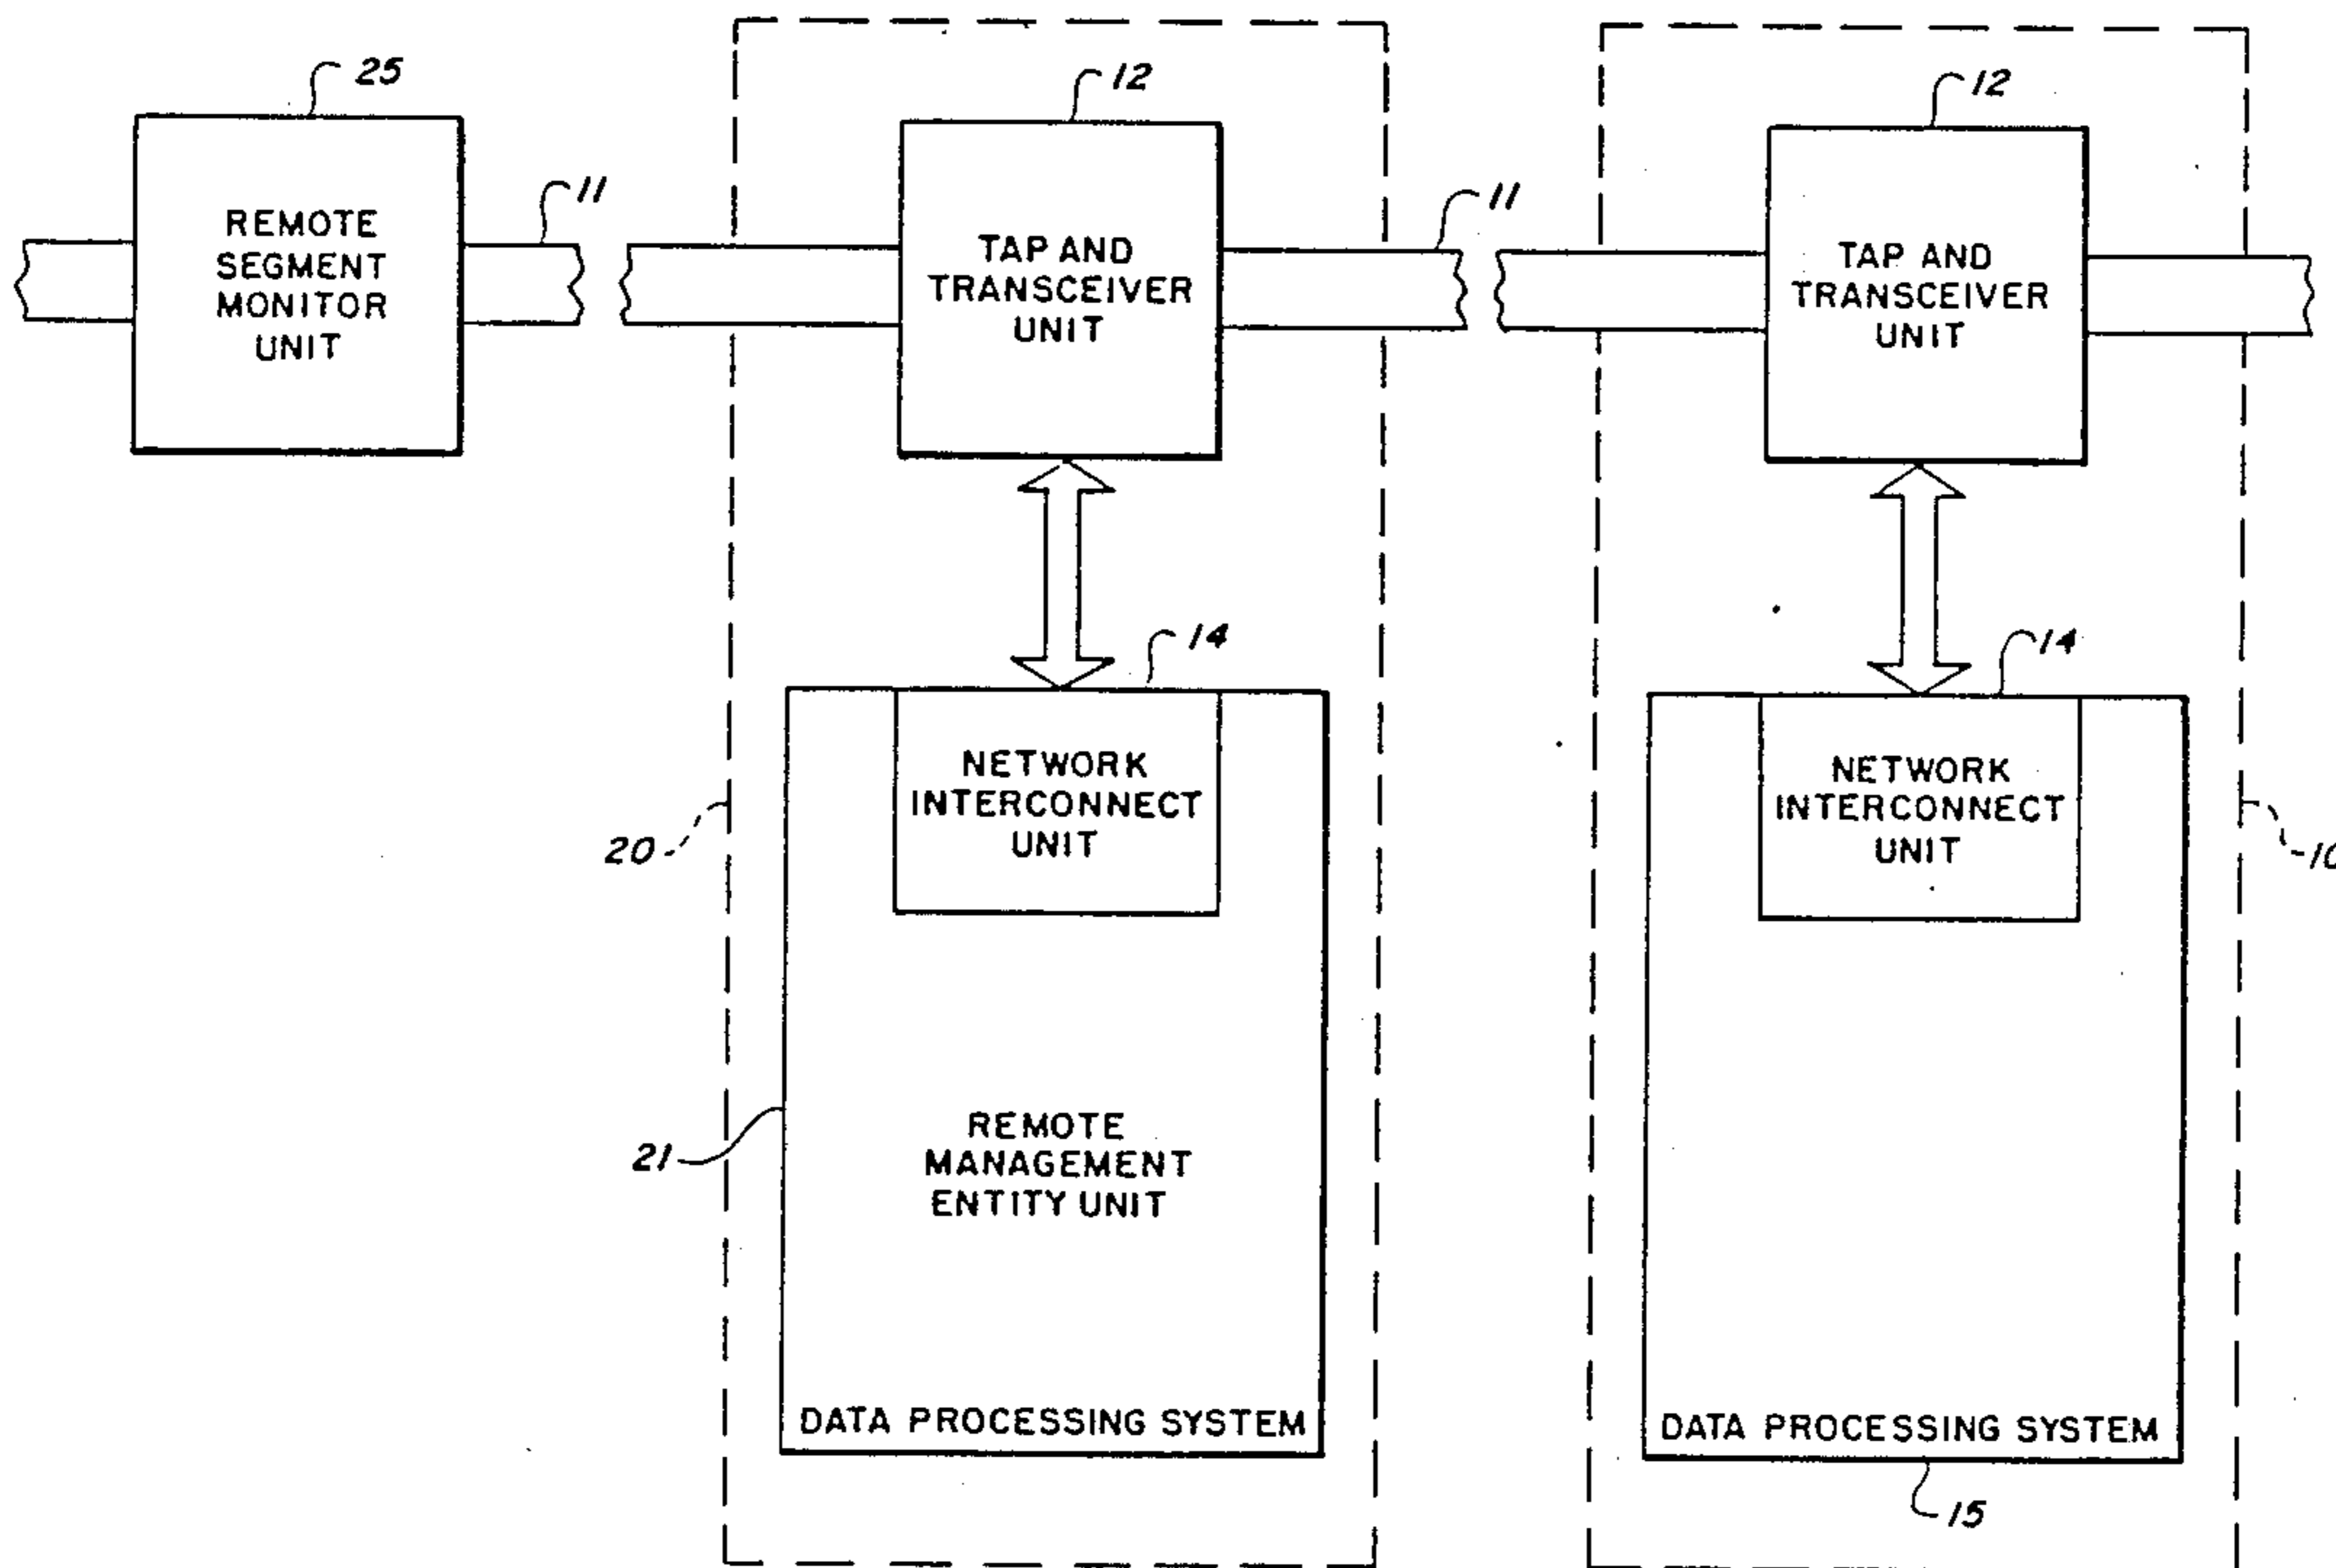 25
12
12
11
11
REMOTE
SEGMENT
MONITOR
UNIT
TAP AND
TRANSCEIVER
UNIT
TAP AND
TRANSCEIVER
UNIT
14
14
NETWORK
INTERCONNECT
UNIT
NETWORK
INTERCONNECT
UNIT
20
10
21
REMOTE
MANAGEMENT
ENTITY UNIT
DATA PROCESSING SYSTEM
DATA PROCESSING SYSTEM
15